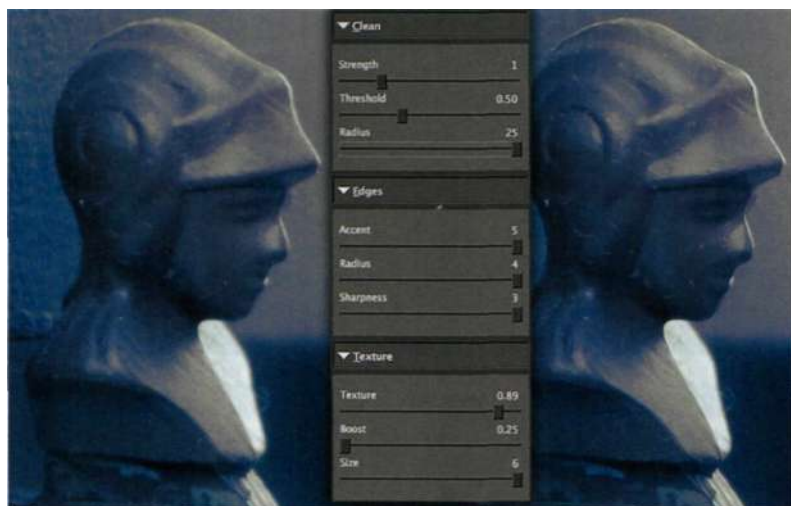 Clean
Strength 1
Threshold 0.50
Radius 25
Edges
Accent 5
Radius 4
Sharpness 3
Texture
Texture 0.89
Boost 0.25
Size 6